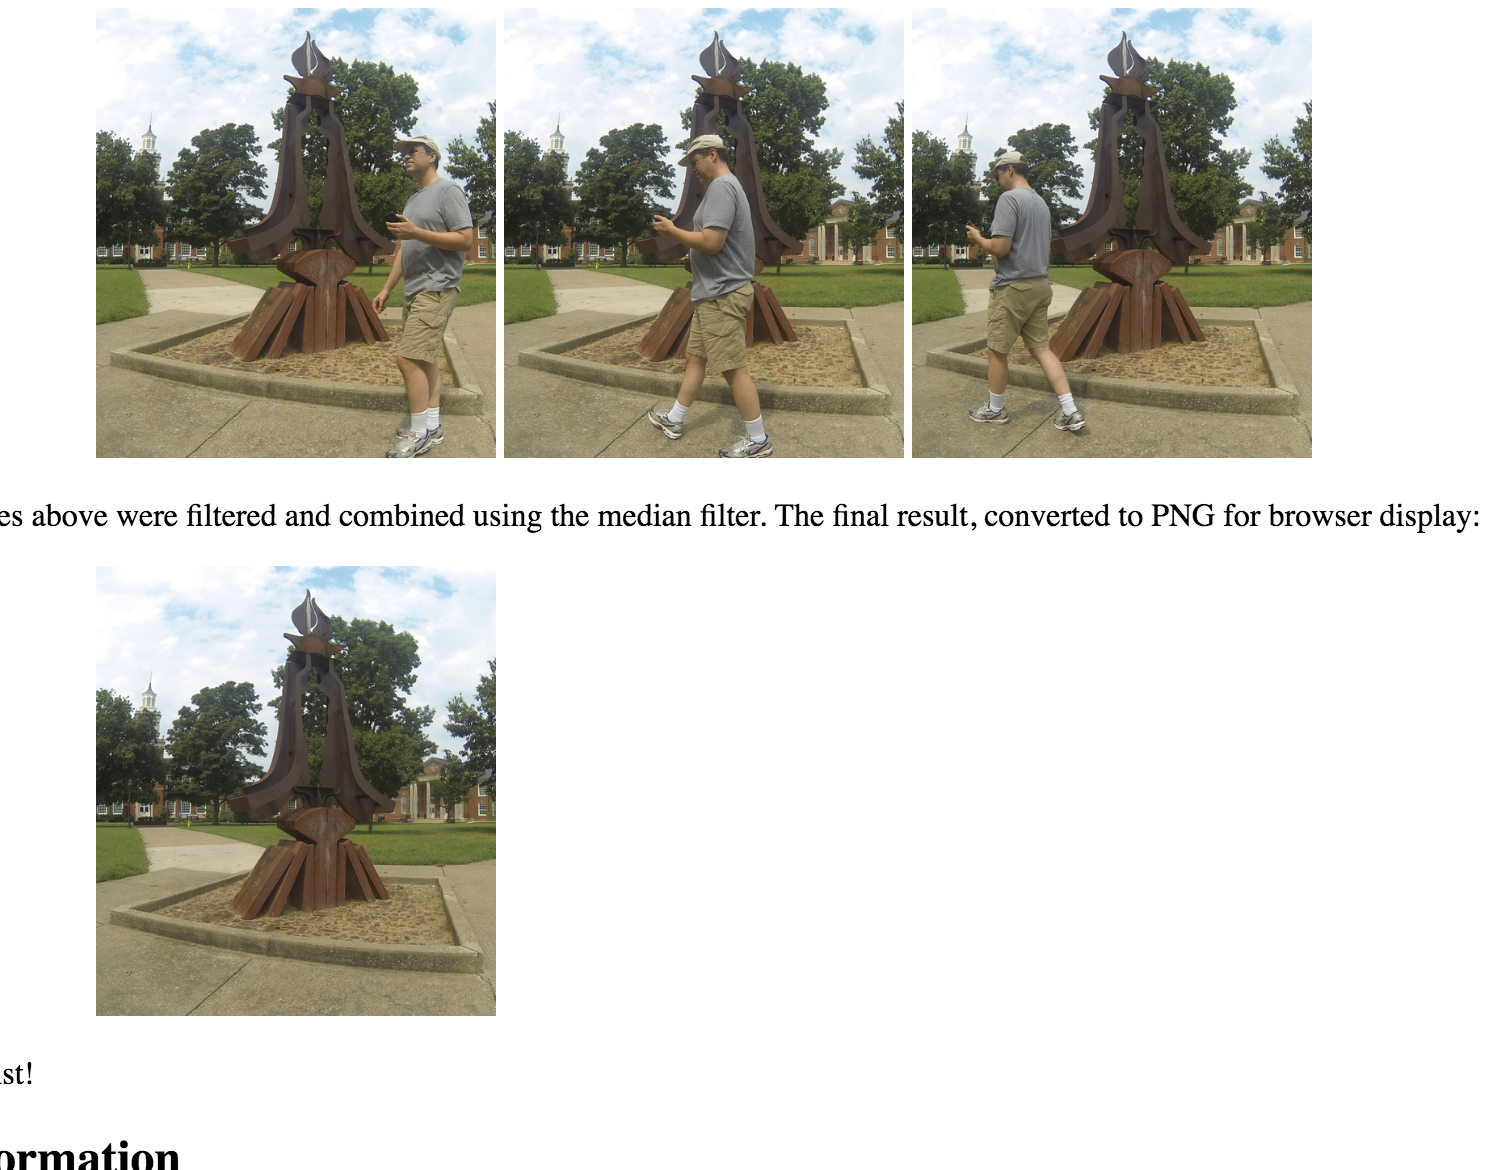 es above were filtered and combined using the median filter. The final result, converted to PNG for browser display:
st!
ormation